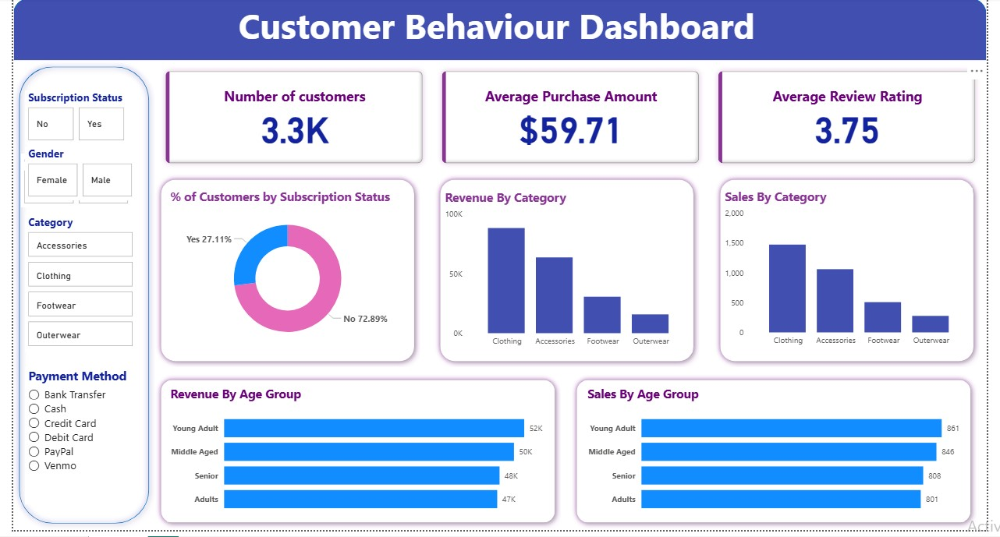 Customer Behaviour Dashboard
Subscription Status
No
Yes
Gender
Female
Male
Category
Accessories
Clothing
Footwear
Outerwear
Payment Method
Bank Transfer
Cash
Credit Card
Debit Card
PayPal
Venmo
Number of customers
3.3K
Average Purchase Amount
$59.71
Average Review Rating
3.75
% of Customers by Subscription Status
Yes 27.11%
No 72.89%
Revenue By Category
100K
50K
0K
Clothing Accessories Footwear Outerwear
Sales By Category
2,000
1,500
1,000
500
0
Clothing Accessories Footwear Outerwear
Revenue By Age Group
Young Adult 52K
Middle Aged 50K
Senior 48K
Adults 47K
Sales By Age Group
Young Adult 861
Middle Aged 846
Senior 808
Adults 801